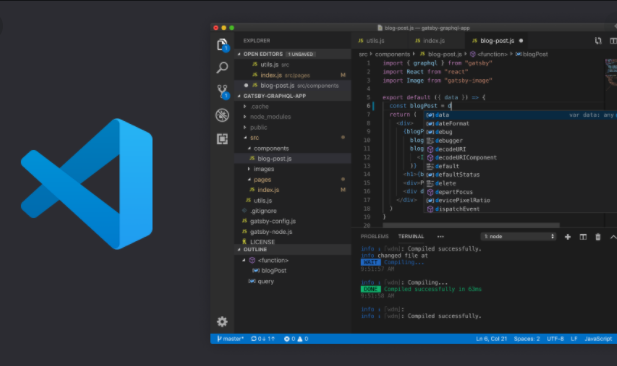 blog-post.js — gatsby-graphql-app
EXPLORER
OPEN EDITORS 1 UNSAVED
utils.js src
index.js src/pages M
blog-post.js src/components
GATSBY-GRAPHQL-APP
.cache
node_modules
public
src
components
blog-post.js
images
pages
index.js M
utils.js
.gitignore
gatsby-config.js
gatsby-node.js
LICENSE
OUTLINE
<function>
blogPost
query
utils.js index.js blog-post.js
src > components > blog-post.js > <function> > blogPost
1 import { graphql } from "gatsby"
2 import React from "react"
3 import Image from "gatsby-image"
4
5 export default ({ data }) => {
6 const blogPost = d
7 return (
8 <div>
9
10
11
12
13
14 <h1>
15 <div>
16 <div
17 </div>
18 )
19 }
20
data var data: any
dateFormat
debug
debugger
decodeURI
decodeURIComponent
default
defaultStatus
delete
departFocus
devicePixelRatio
dispatchEvent
PROBLEMS TERMINAL ... 1: node
info : [wdm]: Compiled successfully.
info changed file at
WAIT Compiling...
9:51:57 AM
info : [wdm]: Compiling...
DONE Compiled successfully in 63ms
9:51:58 AM
info : [wdm]:
info : [wdm]: Compiled successfully.
master* 0↓ 1↑ 0 0 Ln 6, Col 21 Spaces: 2 UTF-8 LF JavaScript